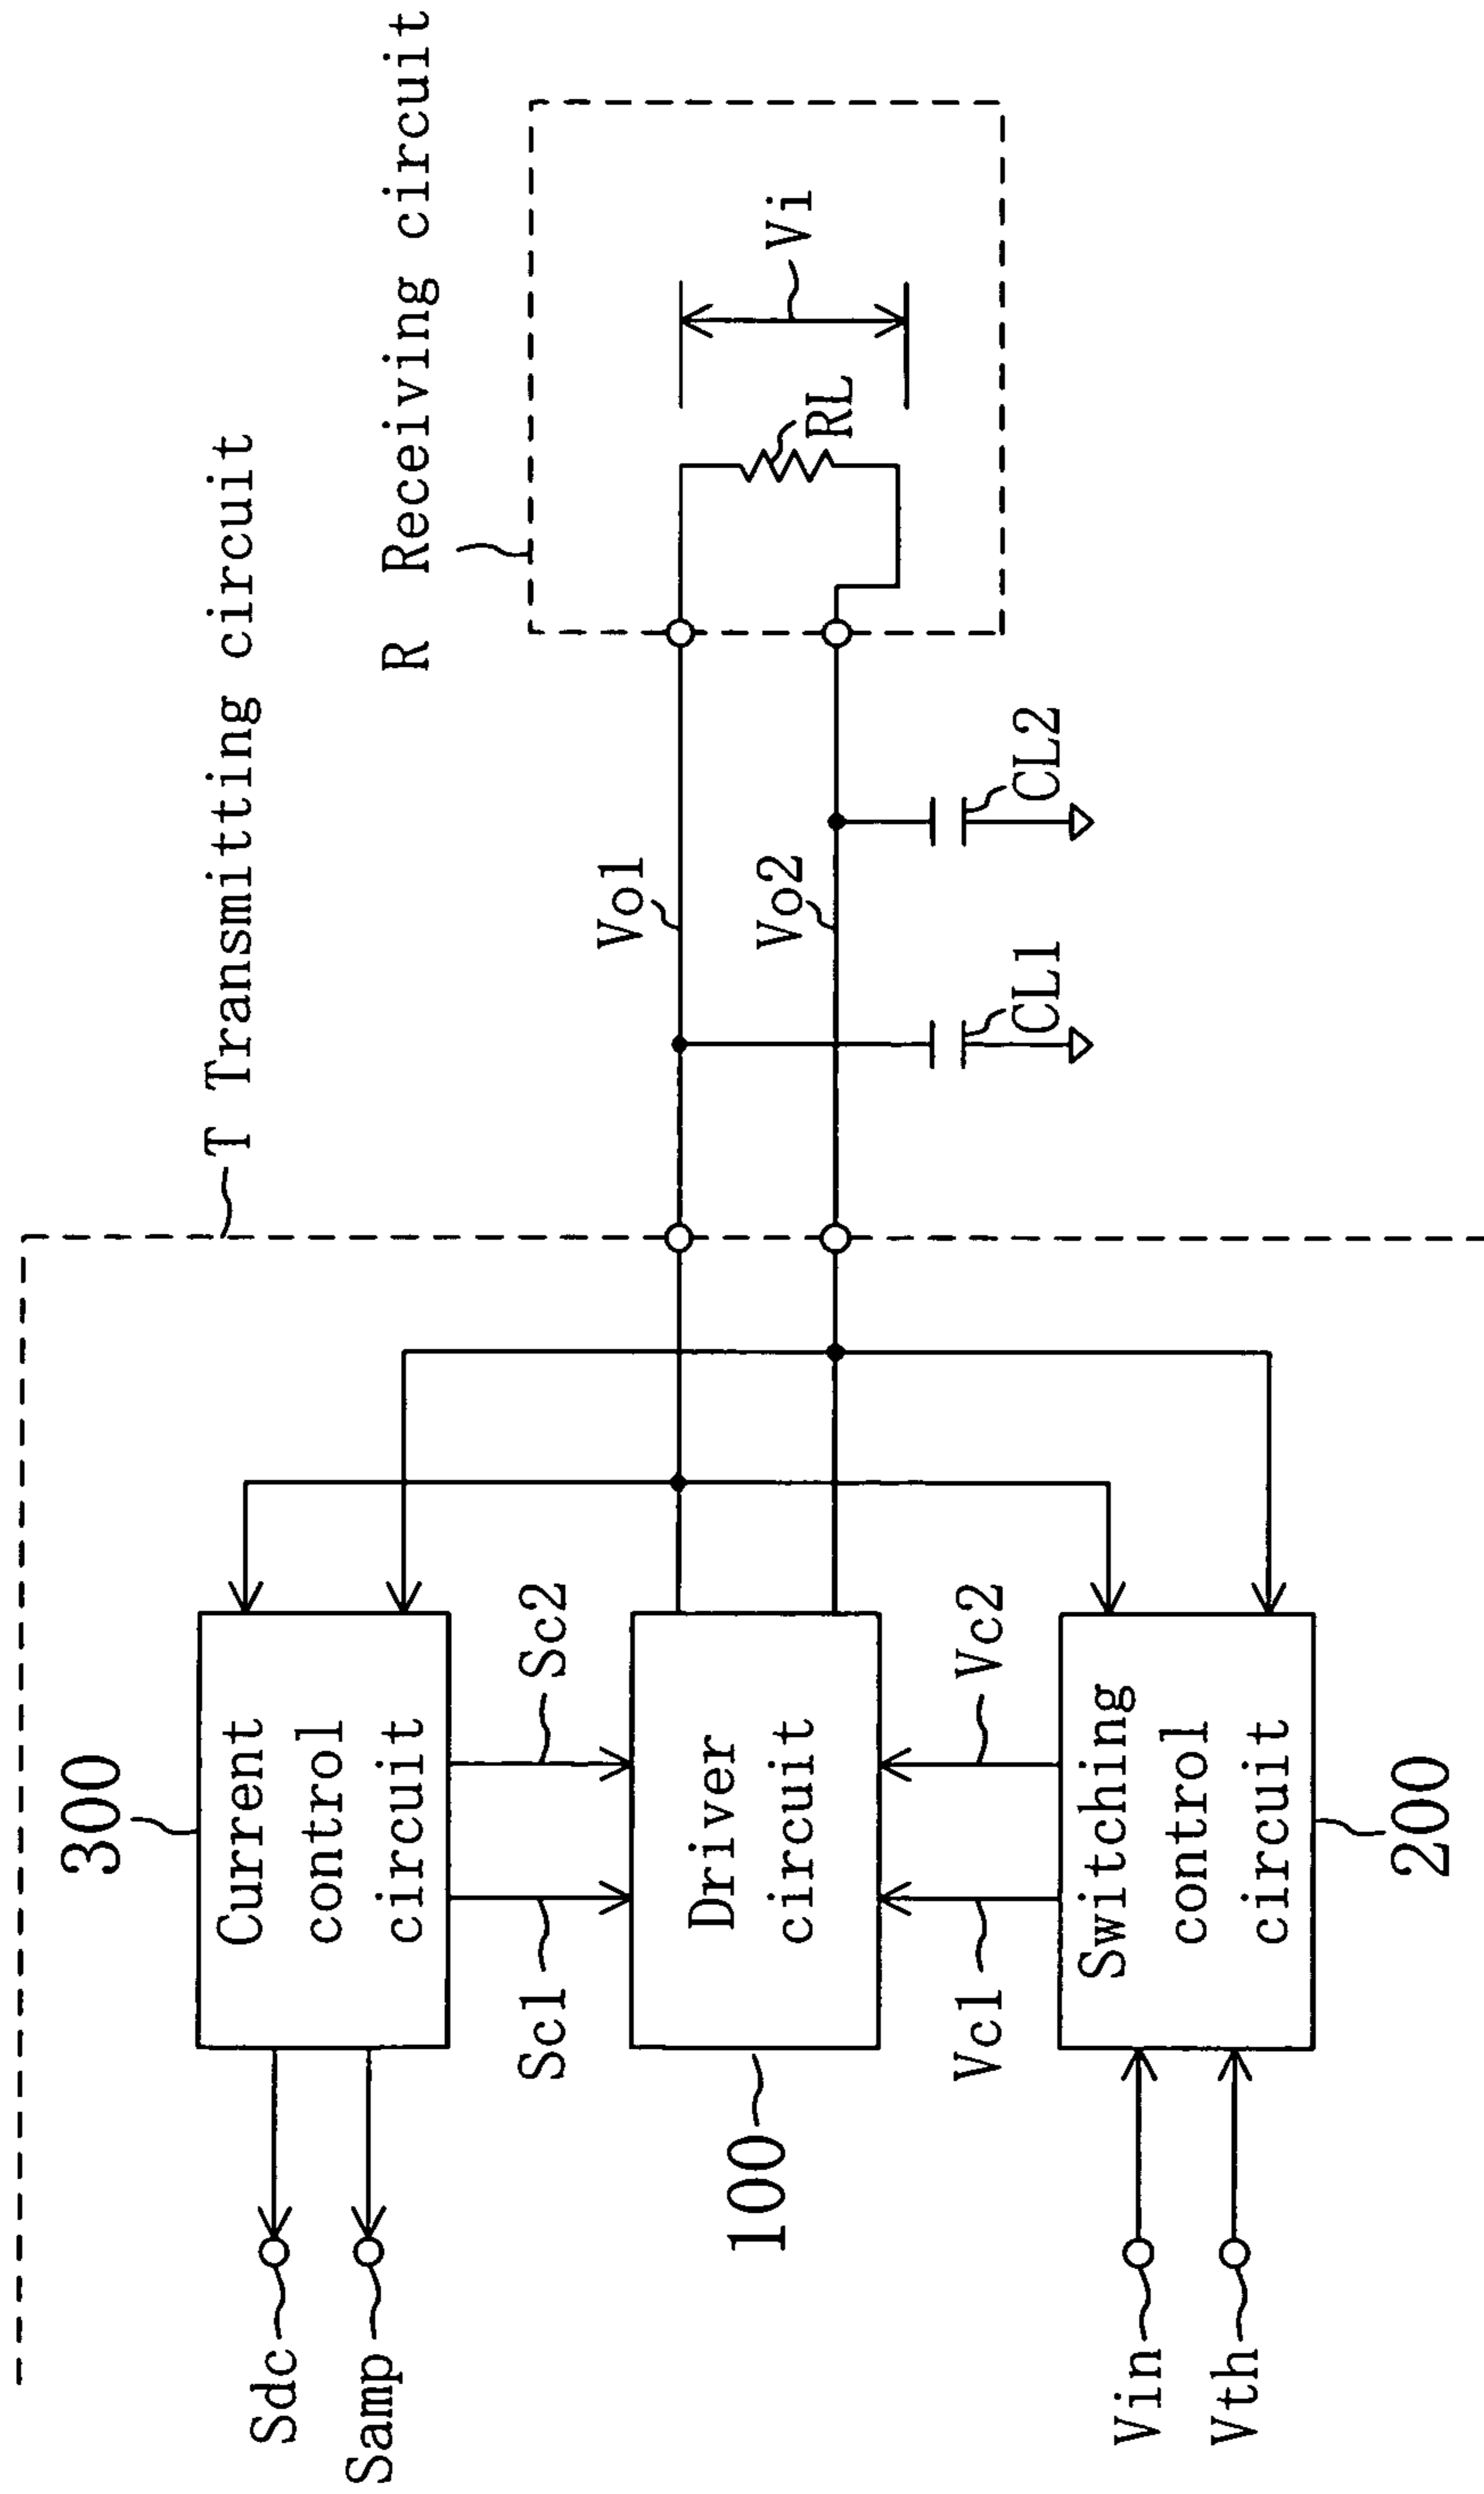 T Transmitting circuit
R Receiving circuit
300
Sdc
Samp
Current
control
circuit
Sc1
Sc2
100
Driver
circuit
Vo1
Vo2
Vi
RL
Vc1
Vc2
CL1
CL2
Vin
Vth
Switching
control
circuit
200